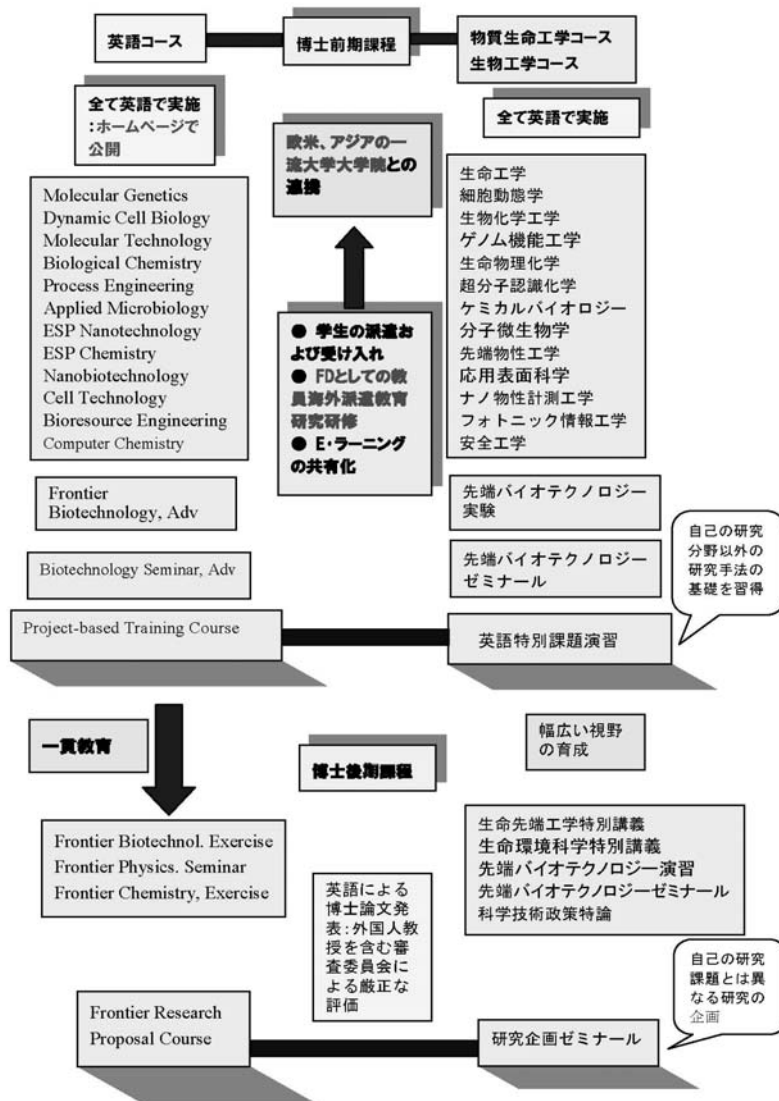 英語コース
博士前期課程
物質生命工学コース
生物工学コース
全て英語で実施
:ホームページで
公開
欧米、アジアの一
流大学大学院との
連携
全て英語で実施
Molecular Genetics
Dynamic Cell Biology
Molecular Technology
Biological Chemistry
Process Engineering
Applied Microbiology
ESP Nanotechnology
ESP Chemistry
Nanobiotechnology
Cell Technology
Bioresource Engineering
Computer Chemistry
● 学生の派遣お
よび受け入れ
● FDとしての教
員海外派遣教育
研究研修
● E・ラーニング
の共有化
生命工学
細胞動態学
生物化学工学
ゲノム機能工学
生命物理化学
超分子認識化学
ケミカルバイオロジー
分子微生物学
先端物性工学
応用表面科学
ナノ物性計測工学
フォトニック情報工学
安全工学
Frontier
Biotechnology, Adv
先端バイオテクノロジー
実験
Biotechnology Seminar, Adv
先端バイオテクノロジー
ゼミナール
自己の研究
分野以外の
研究手法の
基礎を習得
Project-based Training Course
英語特別課題演習
一貫教育
博士後期課程
幅広い視野
の育成
Frontier Biotechnol. Exercise
Frontier Physics. Seminar
Frontier Chemistry, Exercise
英語による
博士論文発
表:外国人教
授を含む審
査委員会に
よる厳正な
評価
生命先端工学特別講義
生命環境科学特別講義
先端バイオテクノロジー演習
先端バイオテクノロジーゼミナール
科学技術政策特論
自己の研究
課題とは異
なる研究の
企画
Frontier Research
Proposal Course
研究企画ゼミナール